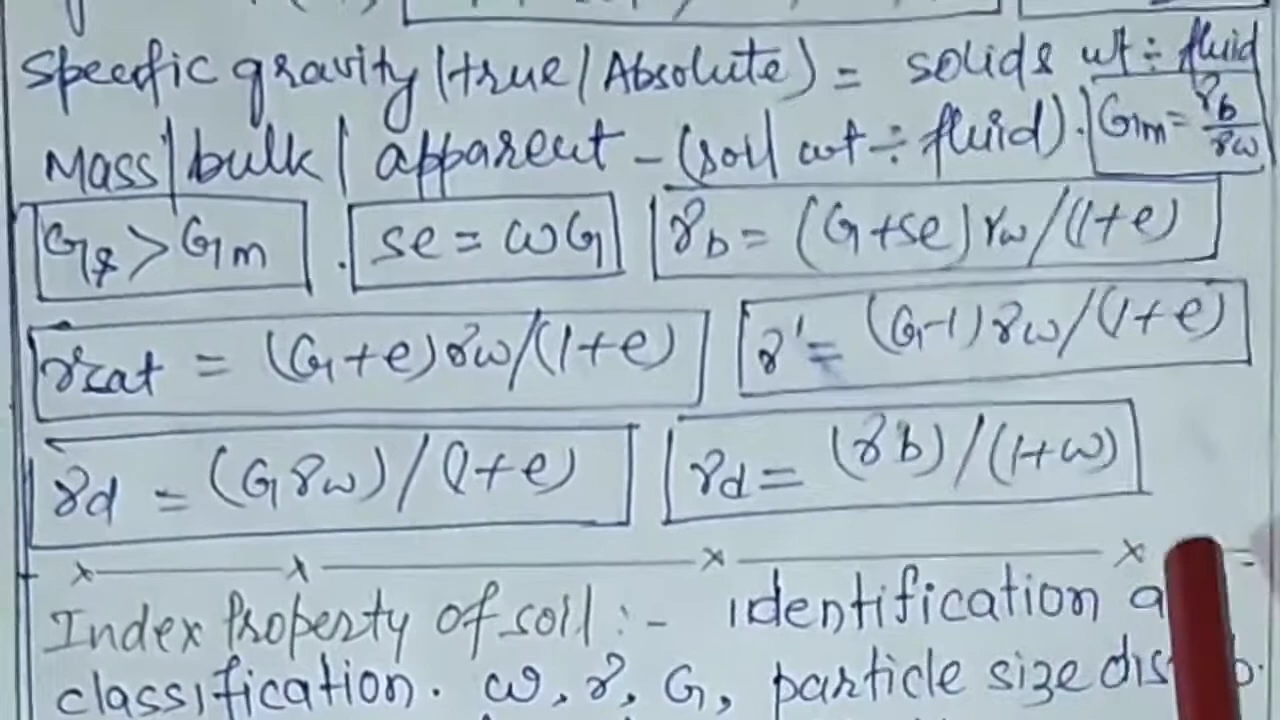 Specific gravity (true/Absolute) = solids wt ÷ fluid
Mass/bulk/apparent - (soil wt ÷ fluid). Gm = γb/γw
Gs > Gm . se = wG γb = (G+se)γw/(1+e)
γsat = (G+e)γw/(1+e) γ' = (G-1)γw/(1+e)
γd = (Gγw)/(1+e) γd = (γb)/(1+w)
x x x x
Index Property of soil :- identification a
classification. ω, γ, G, particle size dis b.